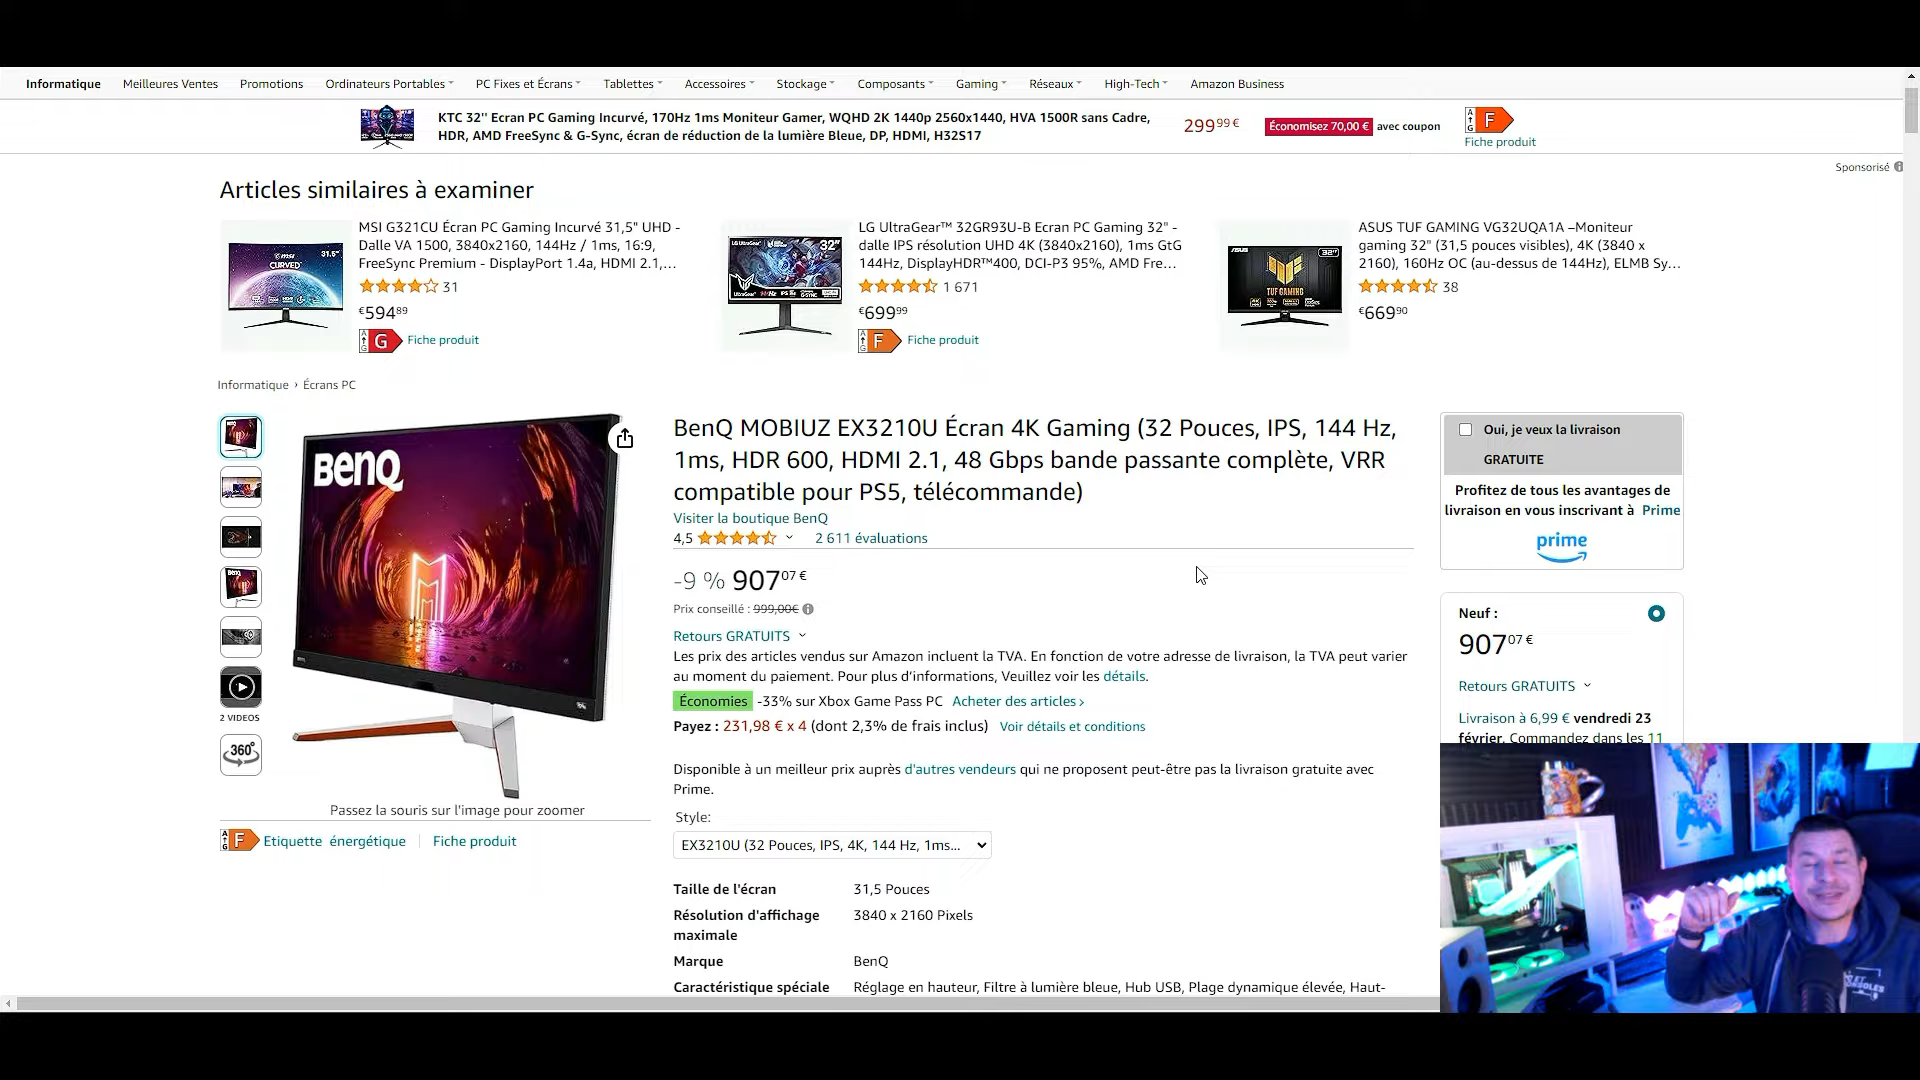 Informatique Meilleures Ventes Promotions Ordinateurs Portables PC Fixes et Écrans Tablettes Accessoires Stockage Composants Gaming Réseaux High-Tech Amazon Business
KTC 32" Ecran PC Gaming Incurvé, 170Hz 1ms Moniteur Gamer, WQHD 2K 1440p 2560x1440, HVA 1500R sans Cadre,
HDR, AMD FreeSync & G-Sync, écran de réduction de la lumière Bleue, DP, HDMI, H32S17
299,99 €
Économisez 70,00 € avec coupon
F
Fiche produit
Sponsorisé
Articles similaires à examiner
MSI G321CU Écran PC Gaming Incurvé 31,5" UHD -
Dalle VA 1500, 3840x2160, 144Hz / 1ms, 16:9,
FreeSync Premium - DisplayPort 1.4a, HDMI 2.1,...
31
€59489
G Fiche produit
LG UltraGear™ 32GR93U-B Ecran PC Gaming 32" -
dalle IPS résolution UHD 4K (3840x2160), 1ms GtG
144Hz, DisplayHDR™400, DCI-P3 95%, AMD Fre...
1 671
€69999
F Fiche produit
ASUS TUF GAMING VG32UQA1A –Moniteur
gaming 32" (31,5 pouces visibles), 4K (3840 x
2160), 160Hz OC (au-dessus de 144Hz), ELMB Sy...
38
€66990
Informatique › Écrans PC
BenQ
BenQ MOBIUZ EX3210U Écran 4K Gaming (32 Pouces, IPS, 144 Hz,
1ms, HDR 600, HDMI 2.1, 48 Gbps bande passante complète, VRR
compatible pour PS5, télécommande)
Visiter la boutique BenQ
4,5 2 611 évaluations
-9 % 90707 €
Prix conseillé : 999,00€
Retours GRATUITS
Les prix des articles vendus sur Amazon incluent la TVA. En fonction de votre adresse de livraison, la TVA peut varier
au moment du paiement. Pour plus d'informations, Veuillez voir les détails.
Économies -33% sur Xbox Game Pass PC Acheter des articles ›
Payez : 231,98 € x 4 (dont 2,3% de frais inclus) Voir détails et conditions
Disponible à un meilleur prix auprès d'autres vendeurs qui ne proposent peut-être pas la livraison gratuite avec
Prime.
Style:
EX3210U (32 Pouces, IPS, 4K, 144 Hz, 1ms...
Taille de l'écran 31,5 Pouces
Résolution d'affichage 3840 x 2160 Pixels
maximale
Marque BenQ
Caractéristique spéciale Réglage en hauteur, Filtre à lumière bleue, Hub USB, Plage dynamique élevée, Haut-
2 VIDEOS
360°
Passez la souris sur l'image pour zoomer
F Etiquette énergétique Fiche produit
Oui, je veux la livraison
GRATUITE
Profitez de tous les avantages de
livraison en vous inscrivant à Prime
prime
Neuf :
90707 €
Retours GRATUITS
Livraison à 6,99 € vendredi 23
février. Commandez dans les 11